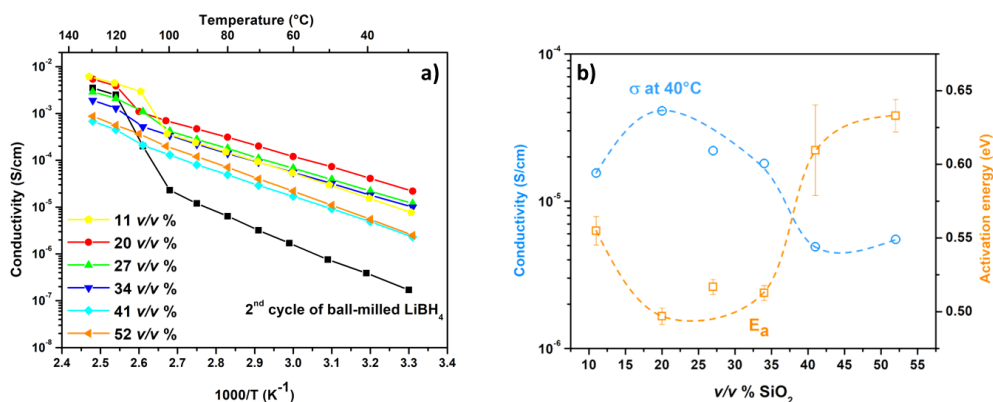 Temperature (°C)
140 120 100 80 60 40
a)
10⁻²
10⁻³
10⁻⁴
10⁻⁵
10⁻⁶
10⁻⁷
10⁻⁸
Conductivity (S/cm)
11 v/v %
20 v/v %
27 v/v %
34 v/v %
41 v/v %
52 v/v %
2nd cycle of ball-milled LiBH₄
2.4 2.5 2.6 2.7 2.8 2.9 3.0 3.1 3.2 3.3 3.4
1000/T (K⁻¹)
b)
σ at 40°C
Eₐ
10⁻⁴
10⁻⁵
10⁻⁶
Conductivity (S/cm)
0.65
0.60
0.55
0.50
Activation energy (eV)
10 15 20 25 30 35 40 45 50 55
v/v % SiO₂